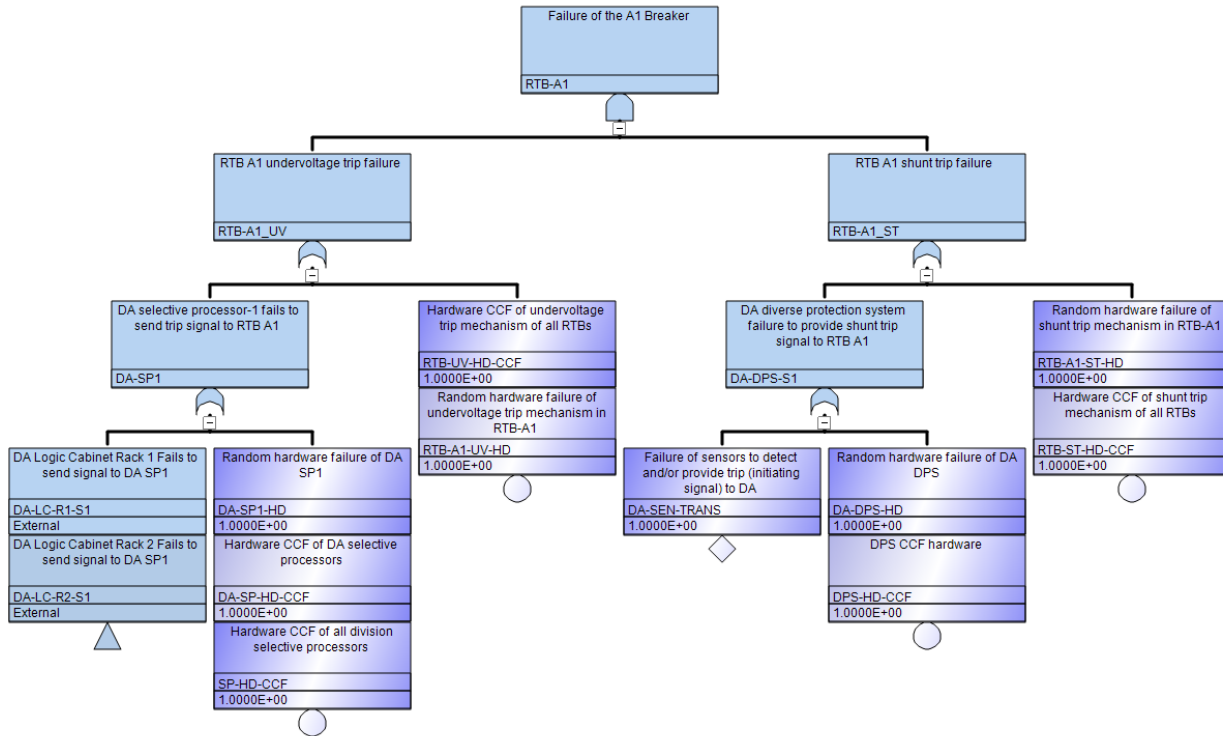 Failure of the A1 Breaker
RTB-A1
RTB A1 undervoltage trip failure
RTB-A1_UV
RTB A1 shunt trip failure
RTB-A1_ST
DA selective processor-1 fails to
send trip signal to RTB A1
DA-SP1
Hardware CCF of undervoltage
trip mechanism of all RTBs
RTB-UV-HD-CCF
1.0000E+00
Random hardware failure of
undervoltage trip mechanism in
RTB-A1
RTB-A1-UV-HD
1.0000E+00
DA diverse protection system
failure to provide shunt trip
signal to RTB A1
DA-DPS-S1
Random hardware failure of
shunt trip mechanism in RTB-A1
RTB-A1-ST-HD
1.0000E+00
Hardware CCF of shunt trip
mechanism of all RTBs
RTB-ST-HD-CCF
1.0000E+00
DA Logic Cabinet Rack 1 Fails to
send signal to DA SP1
DA-LC-R1-S1
External
DA Logic Cabinet Rack 2 Fails to
send signal to DA SP1
DA-LC-R2-S1
External
Random hardware failure of DA
SP1
DA-SP1-HD
1.0000E+00
Hardware CCF of DA selective
processors
DA-SP-HD-CCF
1.0000E+00
Hardware CCF of all division
selective processors
SP-HD-CCF
1.0000E+00
Failure of sensors to detect
and/or provide trip (initiating
signal) to DA
DA-SEN-TRANS
1.0000E+00
Random hardware failure of DA
DPS
DA-DPS-HD
1.0000E+00
DPS CCF hardware
DPS-HD-CCF
1.0000E+00